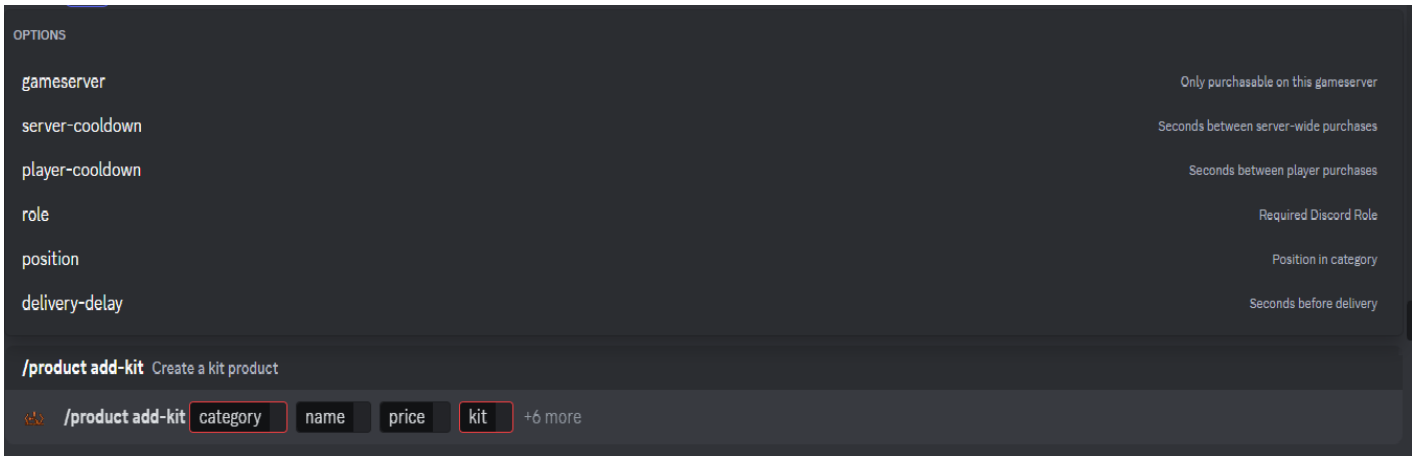 OPTIONS
gameserver Only purchasable on this gameserver
server-cooldown Seconds between server-wide purchases
player-cooldown Seconds between player purchases
role Required Discord Role
position Position in category
delivery-delay Seconds before delivery
/product add-kit Create a kit product
/product add-kit category name price kit +6 more